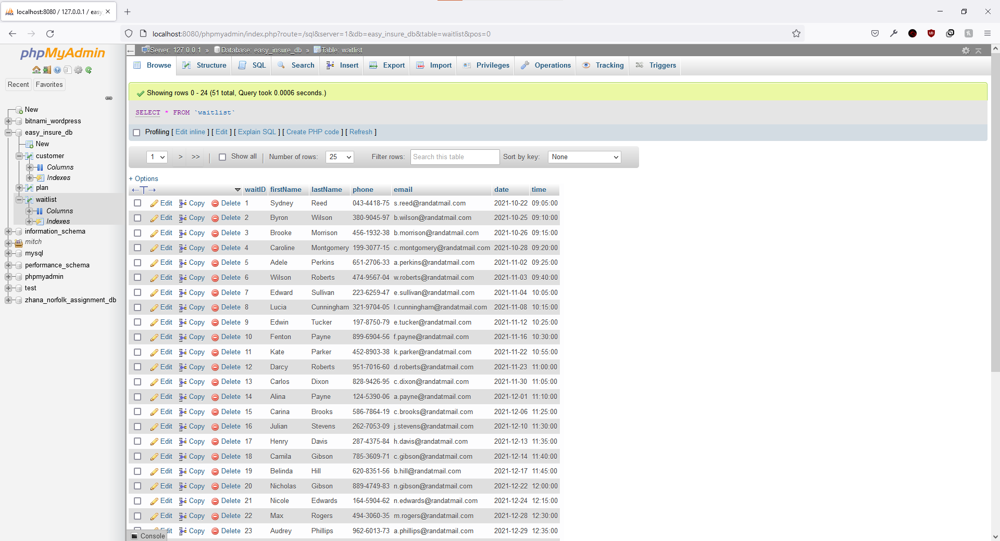 localhost:8080 / 127.0.0.1 / easy_
localhost:8080/phpmyadmin/index.php?route=/sql&server=1&db=easy_insure_db&table=waitlist&pos=0
phpMyAdmin
Recent Favorites
New
bitnami_wordpress
easy_insure_db
New
customer
Columns
Indexes
plan
waitlist
Columns
Indexes
information_schema
mitch
mysql
performance_schema
phpmyadmin
test
zhana_norfolk_assignment_db
Server: 127.0.0.1 » Database: easy_insure_db » Table: waitlist
Browse Structure SQL Search Insert Export Import Privileges Operations Tracking Triggers
Showing rows 0 - 24 (51 total, Query took 0.0006 seconds.)
SELECT * FROM `waitlist`
Profiling [ Edit inline ] [ Edit ] [ Explain SQL ] [ Create PHP code ] [ Refresh ]
1 > >> | Show all | Number of rows: 25 Filter rows: Search this table Sort by key: None
+ Options
←T→ waitID firstName lastName phone email date time
Edit Copy Delete 1 Sydney Reed 043-4418-75 s.reed@randatmail.com 2021-10-22 09:05:00
Edit Copy Delete 2 Byron Wilson 380-9045-97 b.wilson@randatmail.com 2021-10-25 09:10:00
Edit Copy Delete 3 Brooke Morrison 456-1932-38 b.morrison@randatmail.com 2021-10-26 09:15:00
Edit Copy Delete 4 Caroline Montgomery 199-3077-15 c.montgomery@randatmail.com 2021-10-28 09:20:00
Edit Copy Delete 5 Adele Perkins 651-2706-33 a.perkins@randatmail.com 2021-11-02 09:25:00
Edit Copy Delete 6 Wilson Roberts 474-9567-04 w.roberts@randatmail.com 2021-11-03 09:40:00
Edit Copy Delete 7 Edward Sullivan 223-6259-47 e.sullivan@randatmail.com 2021-11-04 10:05:00
Edit Copy Delete 8 Lucia Cunningham 321-9704-05 l.cunningham@randatmail.com 2021-11-08 10:15:00
Edit Copy Delete 9 Edwin Tucker 197-8750-79 e.tucker@randatmail.com 2021-11-12 10:25:00
Edit Copy Delete 10 Fenton Payne 899-6904-56 f.payne@randatmail.com 2021-11-16 10:30:00
Edit Copy Delete 11 Kate Parker 452-8903-38 k.parker@randatmail.com 2021-11-22 10:55:00
Edit Copy Delete 12 Darcy Roberts 951-7016-60 d.roberts@randatmail.com 2021-11-23 11:00:00
Edit Copy Delete 13 Carlos Dixon 828-9426-95 c.dixon@randatmail.com 2021-11-30 11:05:00
Edit Copy Delete 14 Alina Payne 124-5390-06 a.payne@randatmail.com 2021-12-01 11:10:00
Edit Copy Delete 15 Carina Brooks 586-7864-19 c.brooks@randatmail.com 2021-12-06 11:25:00
Edit Copy Delete 16 Julian Stevens 262-7053-09 j.stevens@randatmail.com 2021-12-10 11:30:00
Edit Copy Delete 17 Henry Davis 287-4375-84 h.davis@randatmail.com 2021-12-13 11:35:00
Edit Copy Delete 18 Camila Gibson 785-3609-71 c.gibson@randatmail.com 2021-12-14 11:40:00
Edit Copy Delete 19 Belinda Hill 620-8351-56 b.hill@randatmail.com 2021-12-17 11:45:00
Edit Copy Delete 20 Nicholas Gibson 889-4749-83 n.gibson@randatmail.com 2021-12-22 12:00:00
Edit Copy Delete 21 Nicole Edwards 164-5904-62 n.edwards@randatmail.com 2021-12-24 12:15:00
Edit Copy Delete 22 Max Rogers 494-3060-35 m.rogers@randatmail.com 2021-12-28 12:30:00
Edit Copy Delete 23 Audrey Phillips 962-6013-73 a.phillips@randatmail.com 2021-12-29 12:35:00
Console